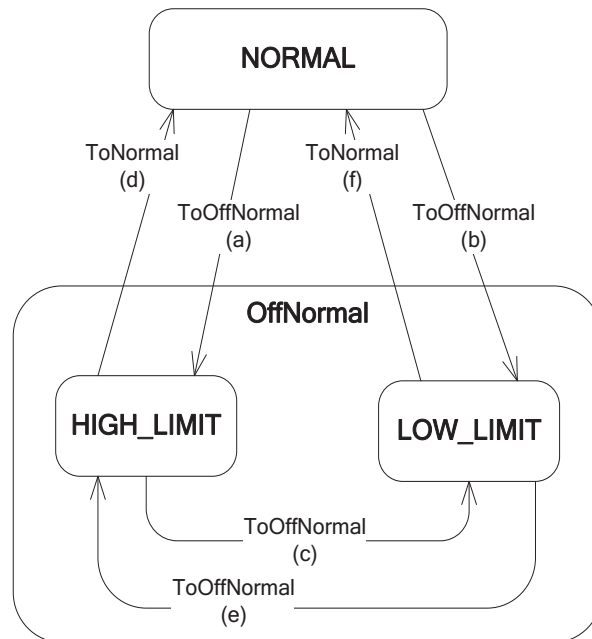 NORMAL
ToNormal
(d)
ToNormal
(f)
ToOffNormal
(a)
ToOffNormal
(b)
OffNormal
HIGH_LIMIT
LOW_LIMIT
ToOffNormal
(c)
ToOffNormal
(e)